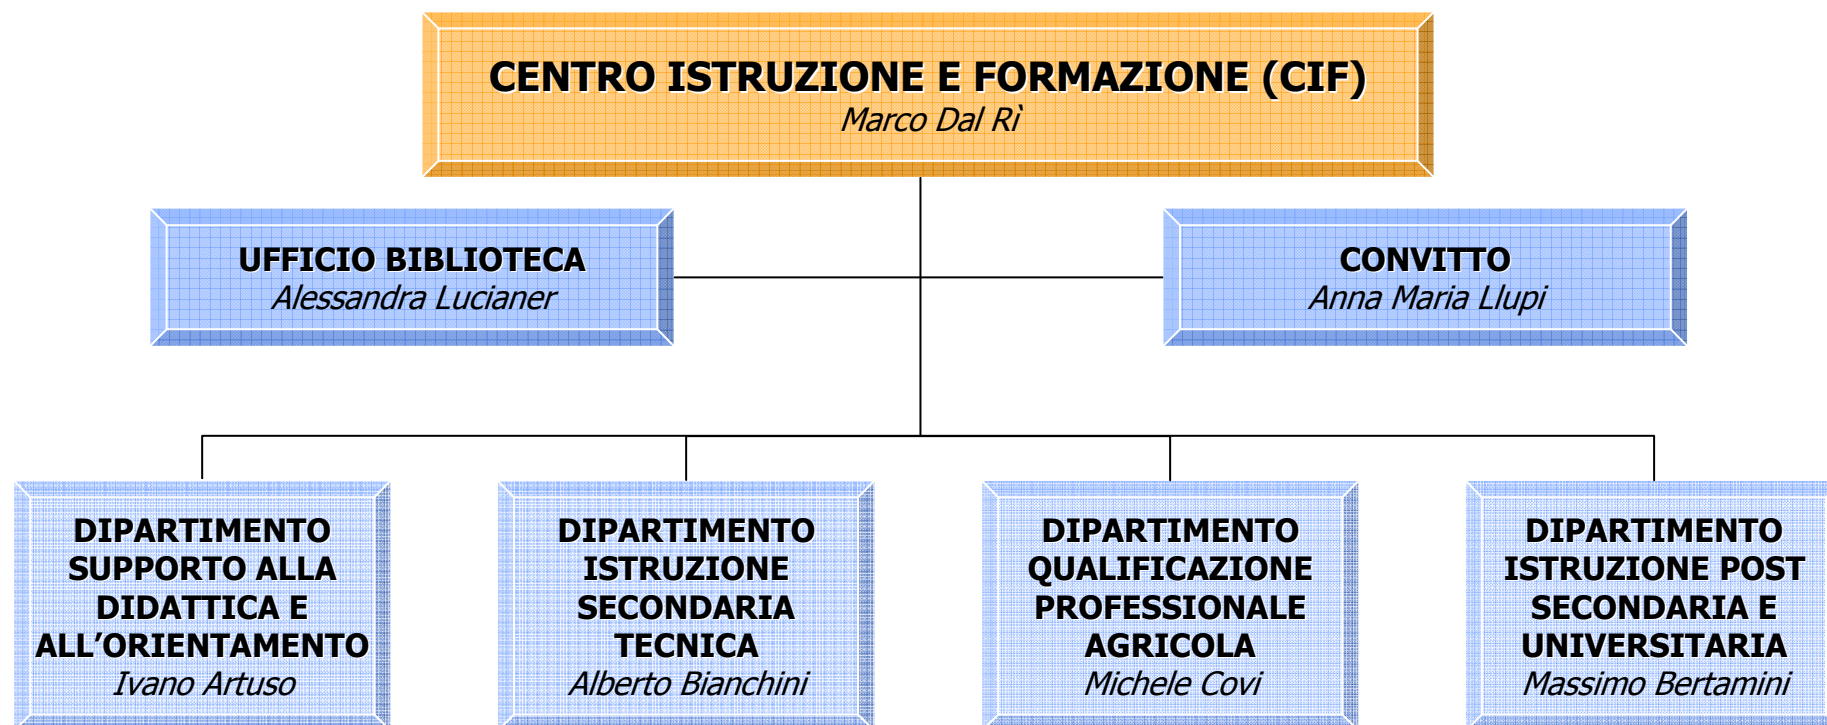 CENTRO ISTRUZIONE E FORMAZIONE (CIF)
Marco Dal Rì
UFFICIO BIBLIOTECA
Alessandra Lucianer
CONVITTO
Anna Maria Llupi
DIPARTIMENTO
SUPPORTO ALLA
DIDATTICA E
ALL’ORIENTAMENTO
Ivano Artuso
DIPARTIMENTO
ISTRUZIONE
SECONDARIA
TECNICA
Alberto Bianchini
DIPARTIMENTO
QUALIFICAZIONE
PROFESSIONALE
AGRICOLA
Michele Covi
DIPARTIMENTO
ISTRUZIONE POST
SECONDARIA E
UNIVERSITARIA
Massimo Bertamini